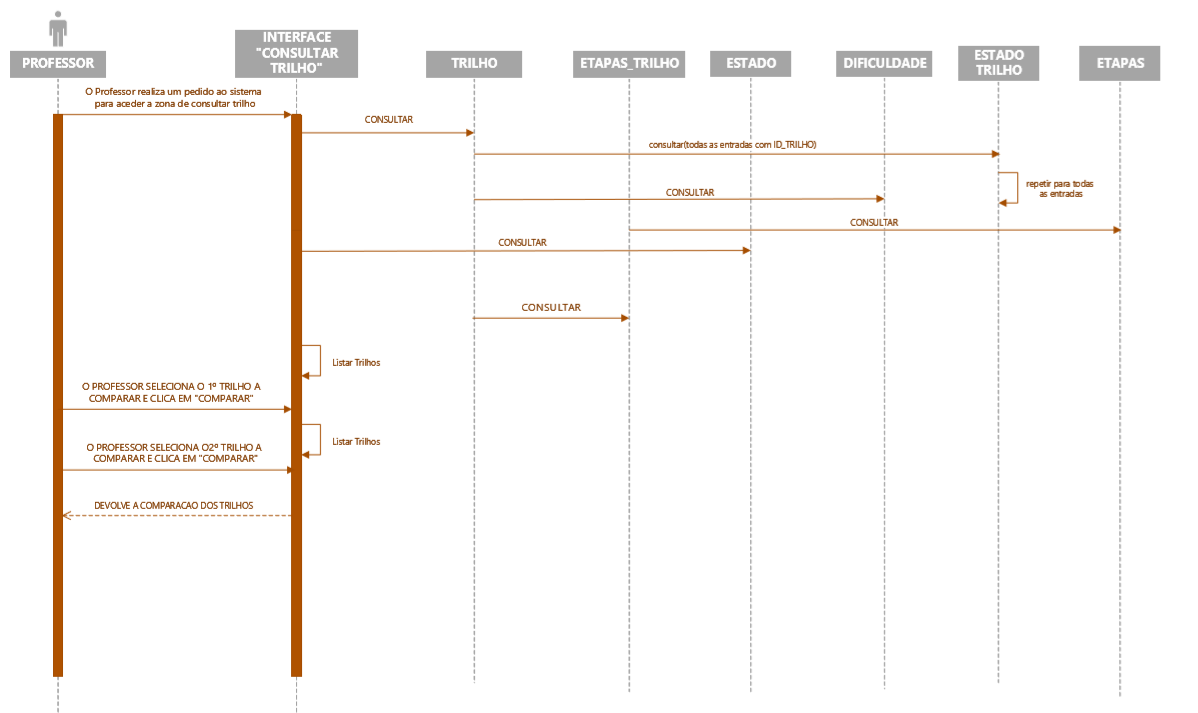 PROFESSOR
INTERFACE
"CONSULTAR
TRILHO"
TRILHO
ETAPAS_TRILHO
ESTADO
DIFICULDADE
ESTADO
TRILHO
ETAPAS
O Professor realiza um pedido ao sistema
para aceder a zona de consultar trilho
CONSULTAR
consultar(todas as entradas com ID_TRILHO)
repetir para todas
as entradas
CONSULTAR
CONSULTAR
CONSULTAR
CONSULTAR
Listar Trilhos
O PROFESSOR SELECIONA O 1º TRILHO A
COMPARAR E CLICA EM "COMPARAR"
Listar Trilhos
O PROFESSOR SELECIONA O2º TRILHO A
COMPARAR E CLICA EM "COMPARAR"
DEVOLVE A COMPARACAO DOS TRILHOS